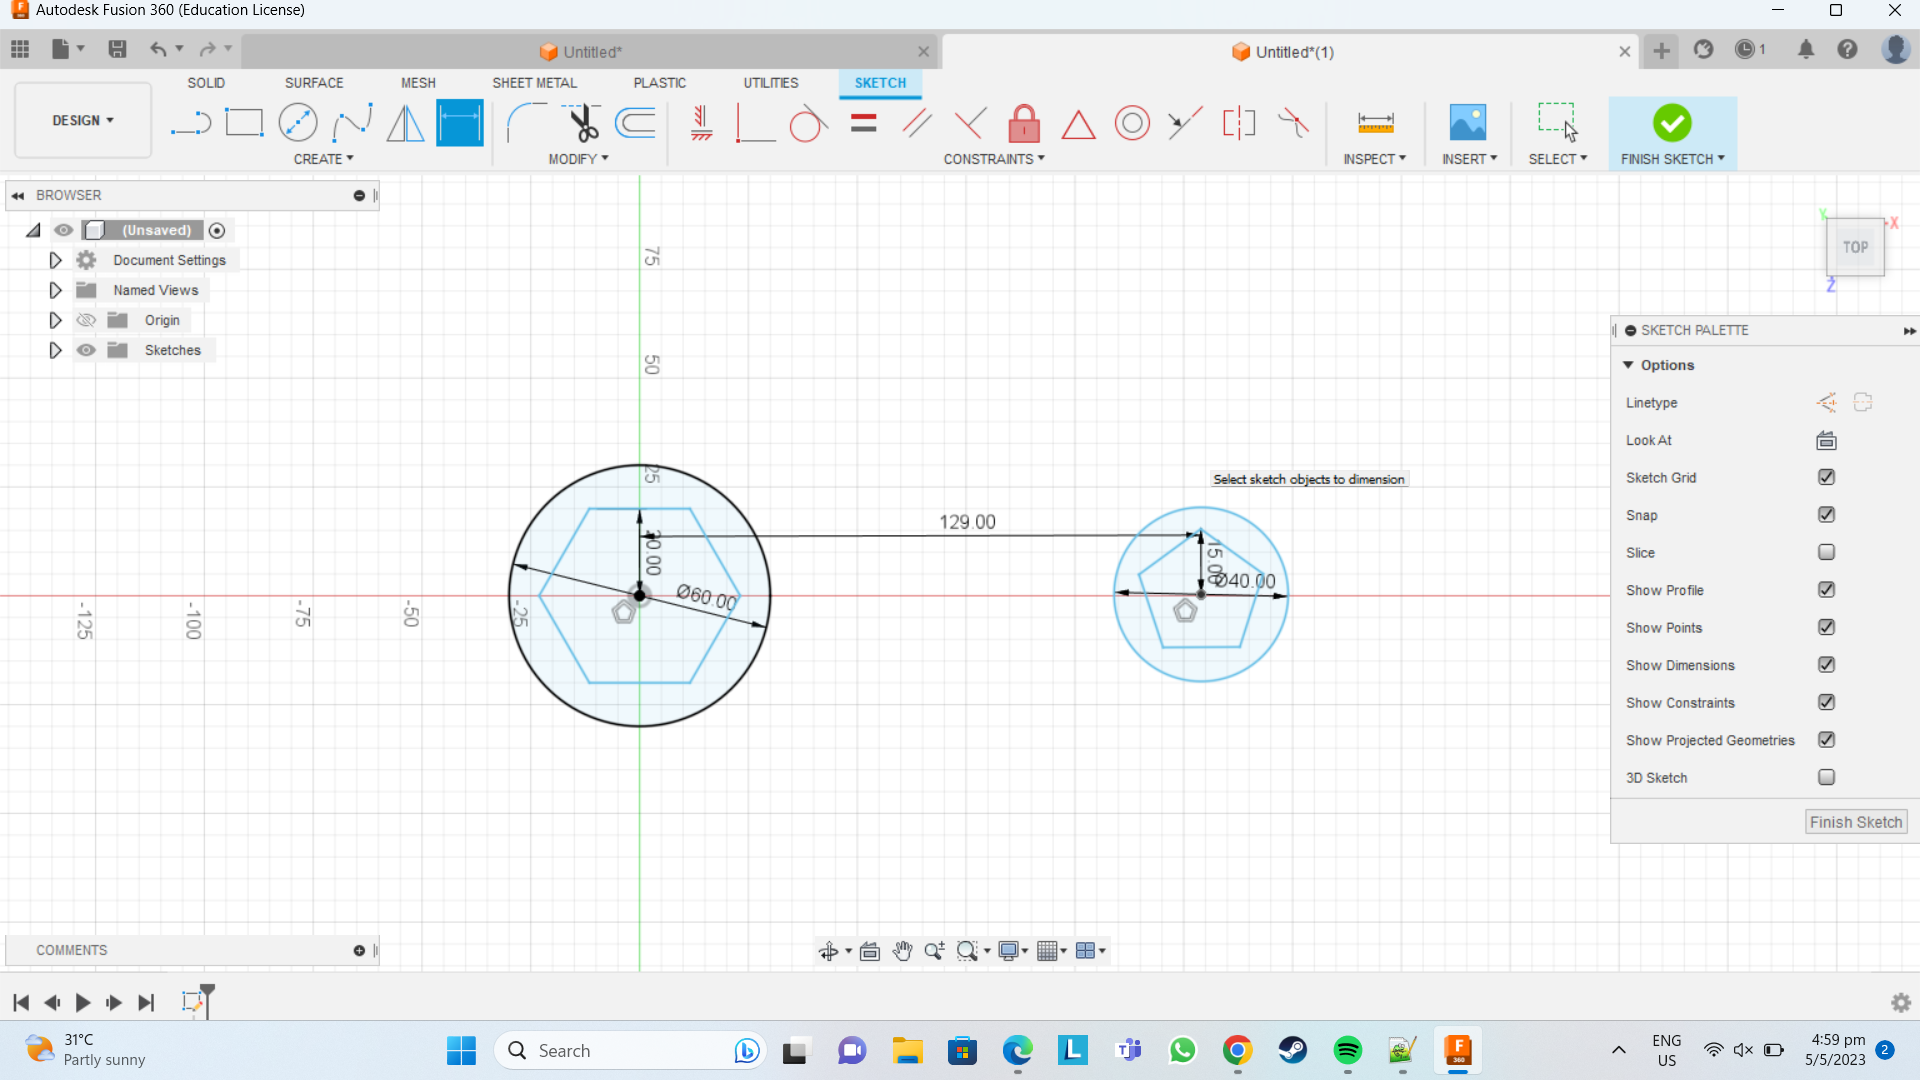 Autodesk Fusion 360 (Education License)
Untitled*
Untitled*(1)
1
SOLID SURFACE MESH SHEET METAL PLASTIC UTILITIES SKETCH
DESIGN
CREATE MODIFY CONSTRAINTS INSPECT INSERT SELECT FINISH SKETCH
BROWSER
(Unsaved)
Document Settings
Named Views
Origin
Sketches
75
50
25
-125
-100
-75
-50
-25
129.00
Ø60.00
15.00
Ø40.00
Select sketch objects to dimension
Y
X
TOP
Z
SKETCH PALETTE
Options
Linetype
Look At
Sketch Grid
Snap
Slice
Show Profile
Show Points
Show Dimensions
Show Constraints
Show Projected Geometries
3D Sketch
Finish Sketch
COMMENTS
31°C
Partly sunny
Search
L
F
360
ENG
US
4:59 pm
5/5/2023
2